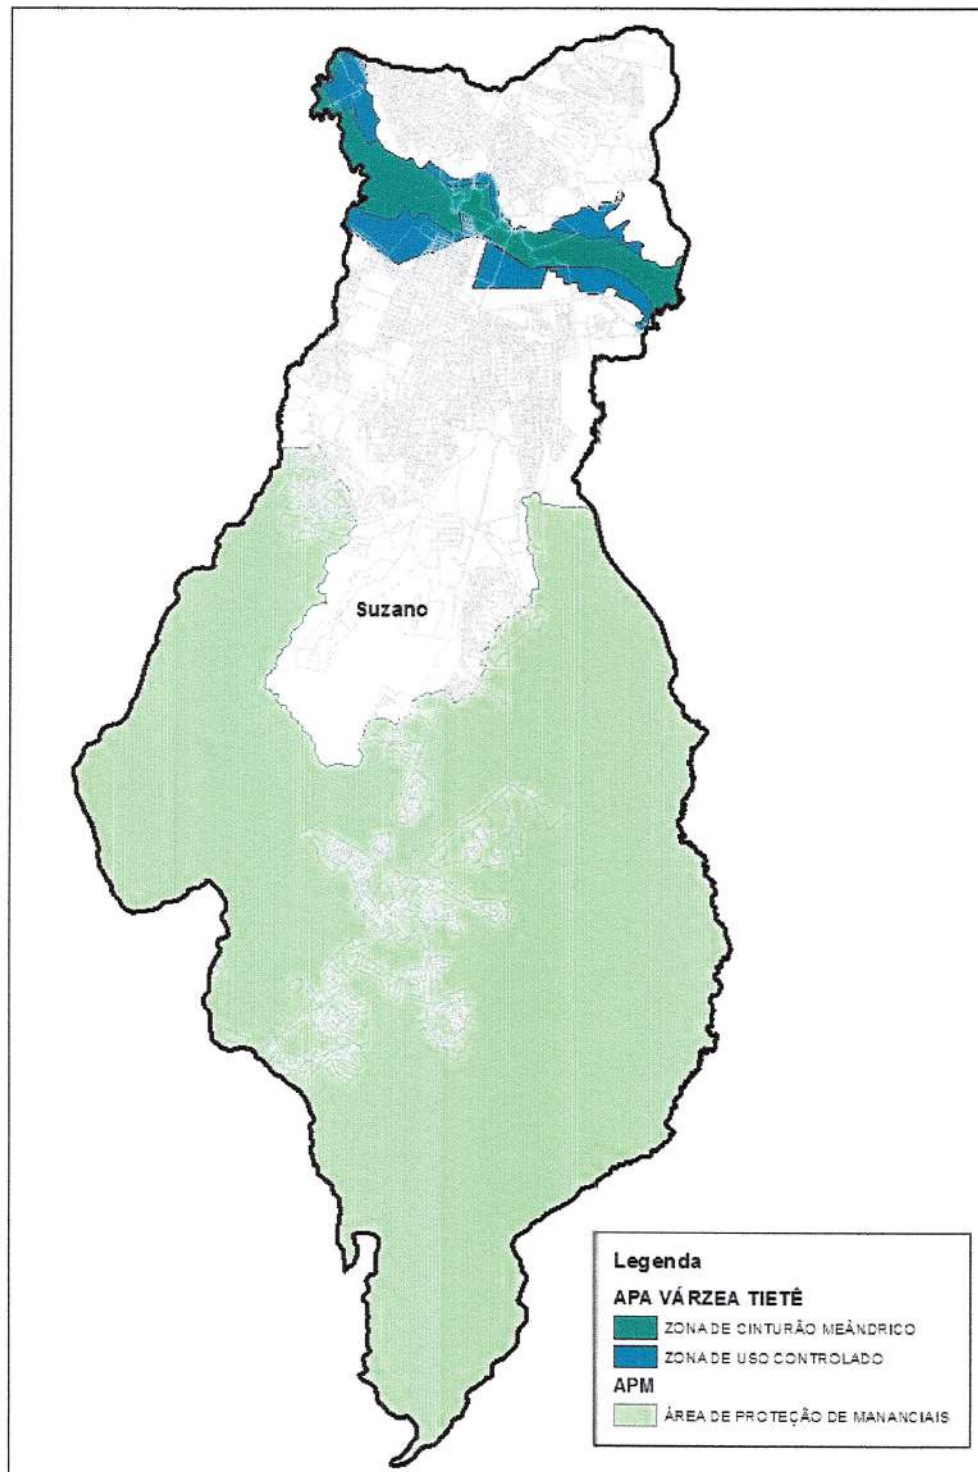 Suzano
Legenda
APA VÁRZEA TIETÊ
ZONA DE CINTURÃO MEÂNDRICO
ZONA DE USO CONTROLADO
APM
ÁREA DE PROTEÇÃO DE MANANCIAIS